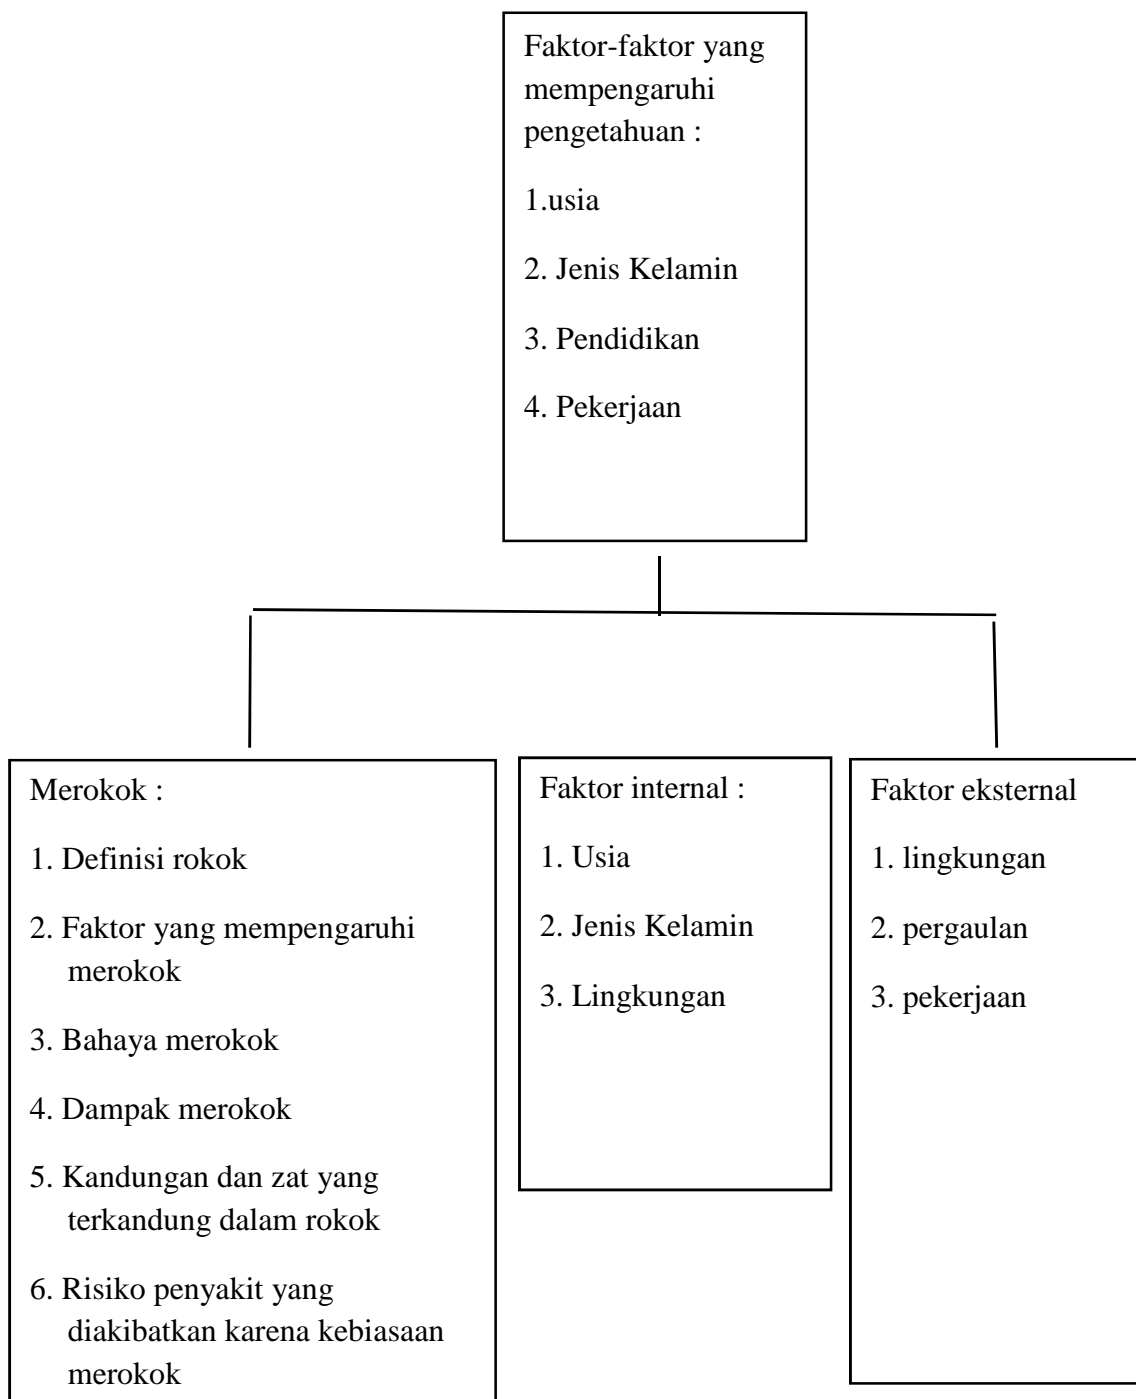 Faktor-faktor yang
mempengaruhi
pengetahuan :
1.usia
2. Jenis Kelamin
3. Pendidikan
4. Pekerjaan
Merokok :
1. Definisi rokok
2. Faktor yang mempengaruhi
merokok
3. Bahaya merokok
4. Dampak merokok
5. Kandungan dan zat yang
terkandung dalam rokok
6. Risiko penyakit yang
diakibatkan karena kebiasaan
merokok
Faktor internal :
1. Usia
2. Jenis Kelamin
3. Lingkungan
Faktor eksternal
1. lingkungan
2. pergaulan
3. pekerjaan